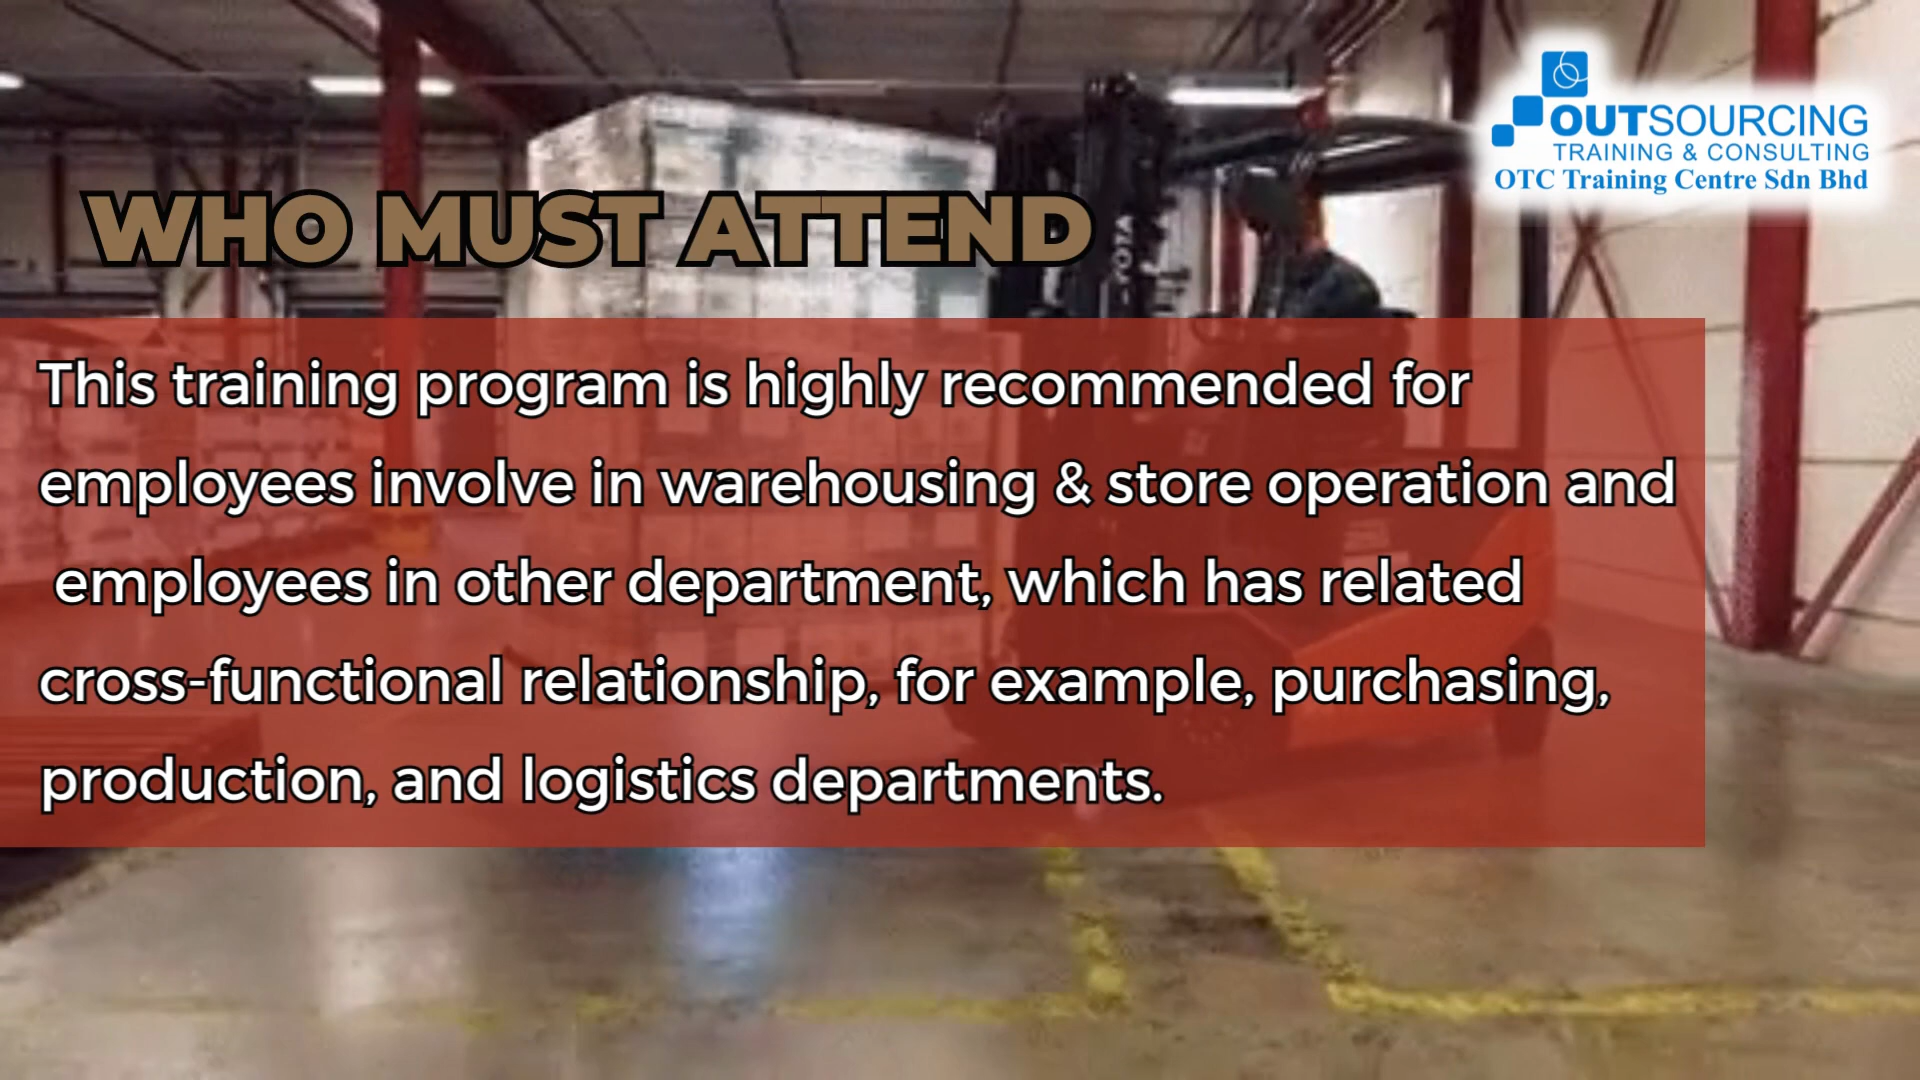 OUTSOURCING
TRAINING & CONSULTING
OTC Training Centre Sdn Bhd
WHO MUST ATTEND
This training program is highly recommended for
employees involve in warehousing & store operation and
employees in other department, which has related
cross-functional relationship, for example, purchasing,
production, and logistics departments.